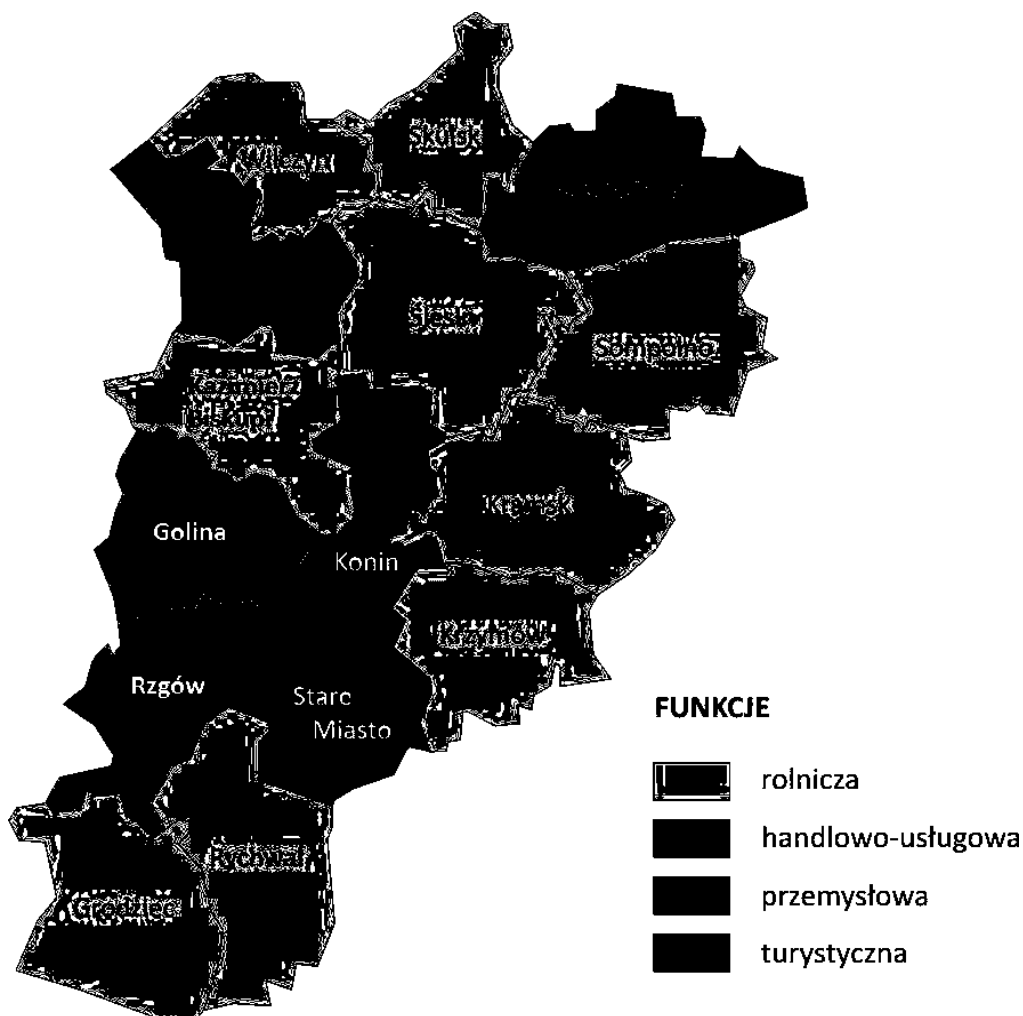 Skulsk
Wilczyn
Ślesin
Sompolno
Kazimierz
Biskupi
Kramsk
Golina
Konin
Krzymów
Rzgów
Stare
Miasto
Rychwał
Grodziec
FUNKCJE
rolnicza
handlowo-usługowa
przemysłowa
turystyczna